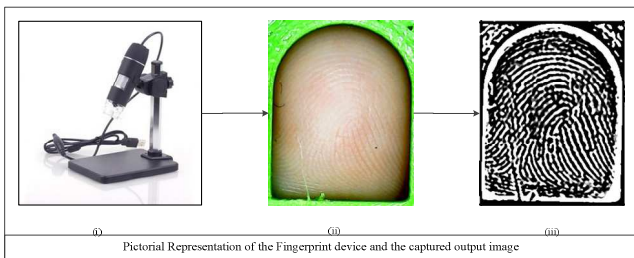 (i)
(ii)
(iii)
Pictorial Representation of the Fingerprint device and the captured output image